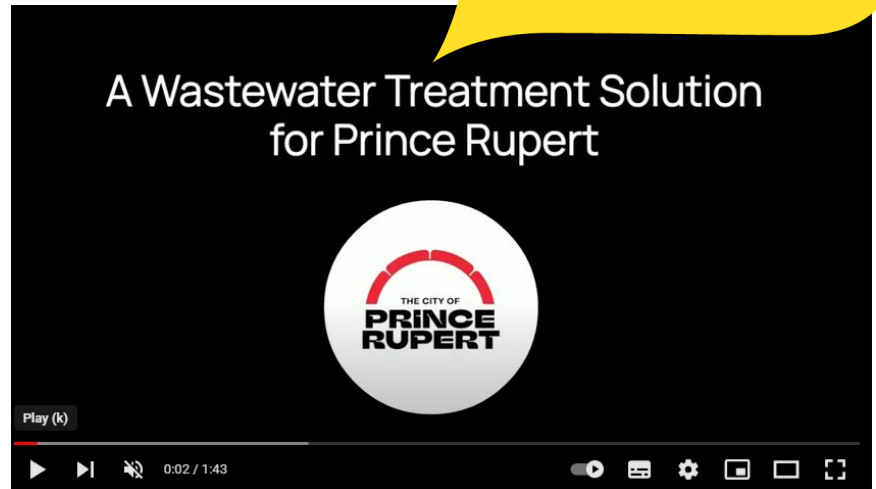 A Wastewater Treatment Solution
for Prince Rupert
THE CITY OF
PRINCE
RUPERT
Play (k)
0:02 / 1:43